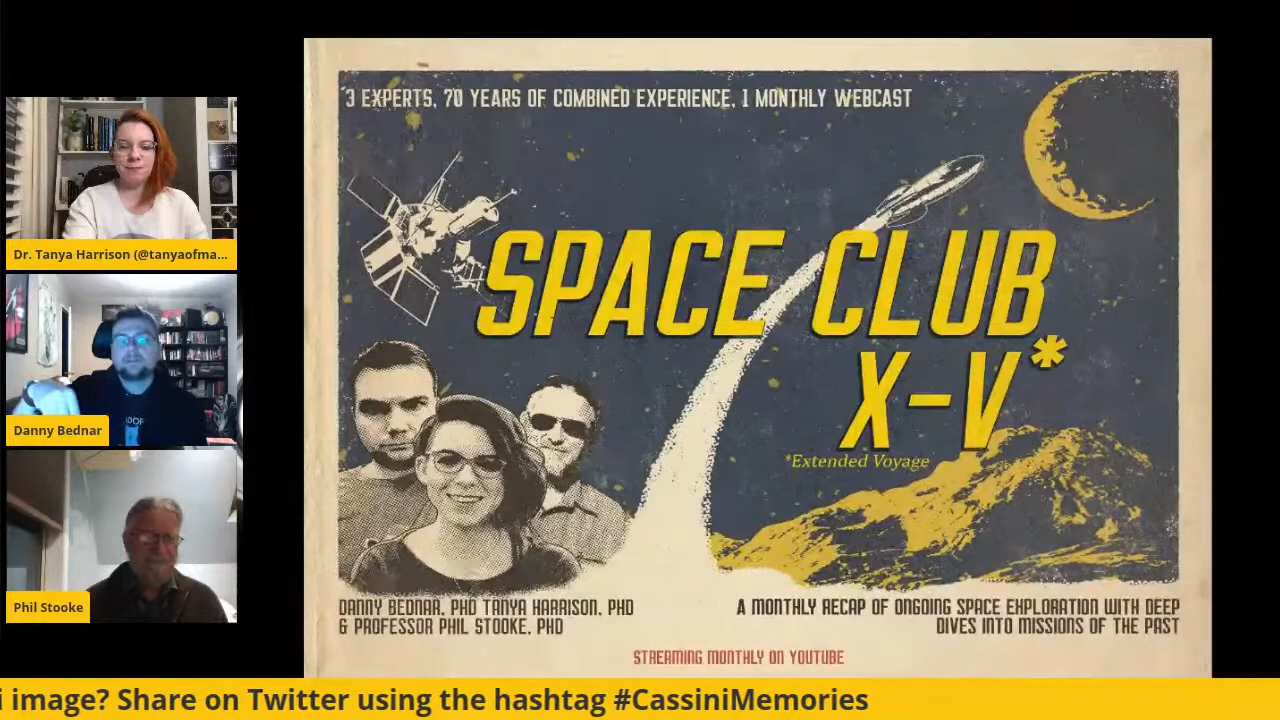 Dr. Tanya Harrison (@tanyaofma...
Danny Bednar
Phil Stooke
3 EXPERTS, 70 YEARS OF COMBINED EXPERIENCE, 1 MONTHLY WEBCAST
SPACE CLUB
X-V*
*Extended Voyage
DANNY BEDNAR, PHD TANYA HARRISON, PHD
& PROFESSOR PHIL STOOKE, PHD
A MONTHLY RECAP OF ONGOING SPACE EXPLORATION WITH DEEP
DIVES INTO MISSIONS OF THE PAST
STREAMING MONTHLY ON YOUTUBE
i image? Share on Twitter using the hashtag #CassiniMemories